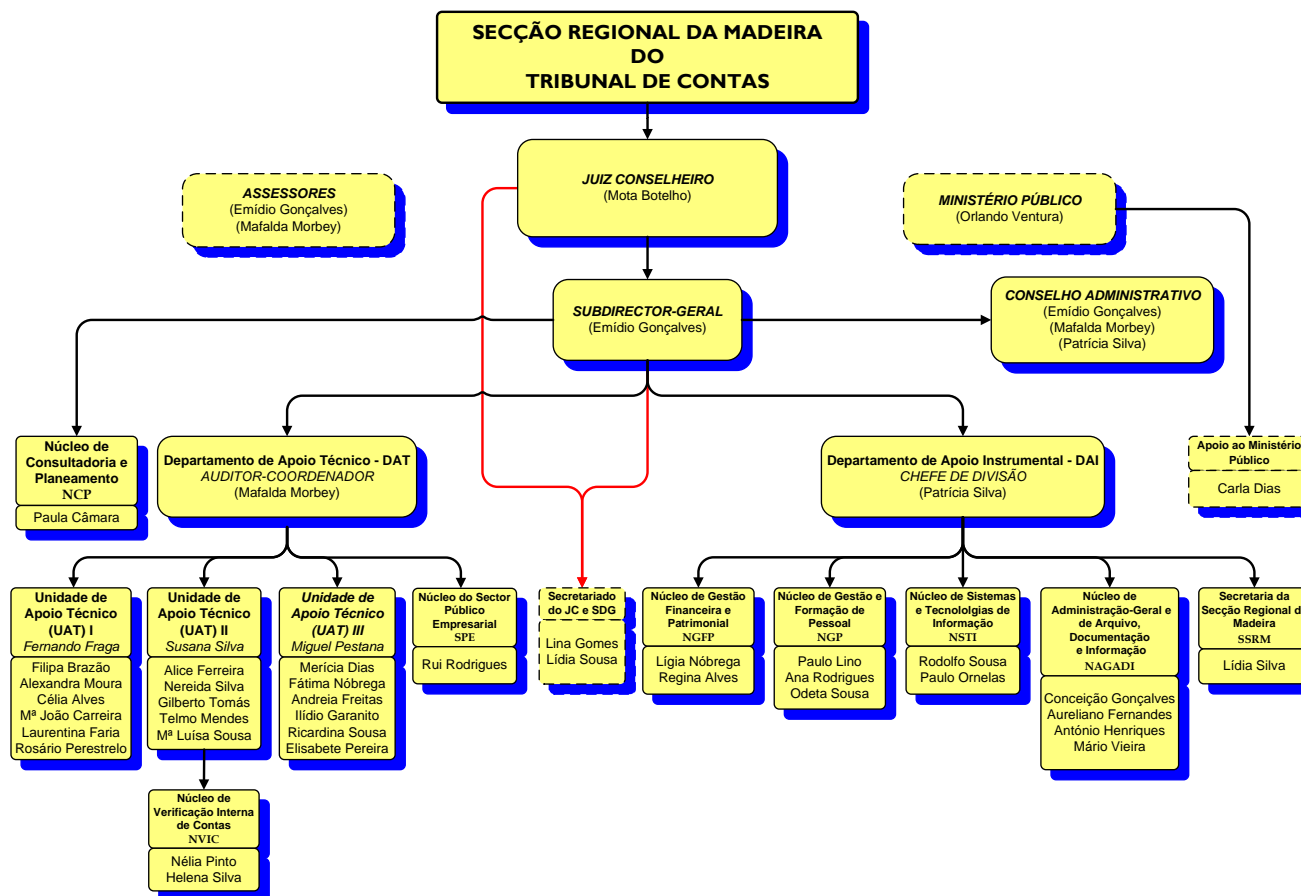 SECÇÃO REGIONAL DA MADEIRA
DO
TRIBUNAL DE CONTAS
JUIZ CONSELHEIRO
(Mota Botelho)
ASSESSORES
(Emídio Gonçalves)
(Mafalda Morbey)
MINISTÉRIO PÚBLICO
(Orlando Ventura)
SUBDIRECTOR-GERAL
(Emídio Gonçalves)
CONSELHO ADMINISTRATIVO
(Emídio Gonçalves)
(Mafalda Morbey)
(Patrícia Silva)
Núcleo de
Consultadoria e
Planeamento
NCP
Paula Câmara
Departamento de Apoio Técnico - DAT
AUDITOR-COORDENADOR
(Mafalda Morbey)
Departamento de Apoio Instrumental - DAI
CHEFE DE DIVISÃO
(Patrícia Silva)
Apoio ao Ministério
Público
Carla Dias
Unidade de
Apoio Técnico
(UAT) I
Fernando Fraga
Filipa Brazão
Alexandra Moura
Célia Alves
Mª João Carreira
Laurentina Faria
Rosário Perestrelo
Unidade de
Apoio Técnico
(UAT) II
Susana Silva
Alice Ferreira
Nereida Silva
Gilberto Tomás
Telmo Mendes
Mª Luísa Sousa
Unidade de
Apoio Técnico
(UAT) III
Miguel Pestana
Merícia Dias
Fátima Nóbrega
Andreia Freitas
Ilídio Garanito
Ricardina Sousa
Elisabete Pereira
Núcleo do Sector
Público
Empresarial
SPE
Rui Rodrigues
Secretariado
do JC e SDG
Lina Gomes
Lídia Sousa
Núcleo de Gestão
Financeira e
Patrimonial
NGFP
Lígia Nóbrega
Regina Alves
Núcleo de Gestão e
Formação de
Pessoal
NGP
Paulo Lino
Ana Rodrigues
Odeta Sousa
Núcleo de Sistemas
e Tecnololgias de
Informação
NSTI
Rodolfo Sousa
Paulo Ornelas
Núcleo de
Administração-Geral e
de Arquivo,
Documentação
e Informação
NAGADI
Conceição Gonçalves
Aureliano Fernandes
António Henriques
Mário Vieira
Secretaria da
Secção Regional da
Madeira
SSRM
Lídia Silva
Núcleo de
Verificação Interna
de Contas
NVIC
Nélia Pinto
Helena Silva